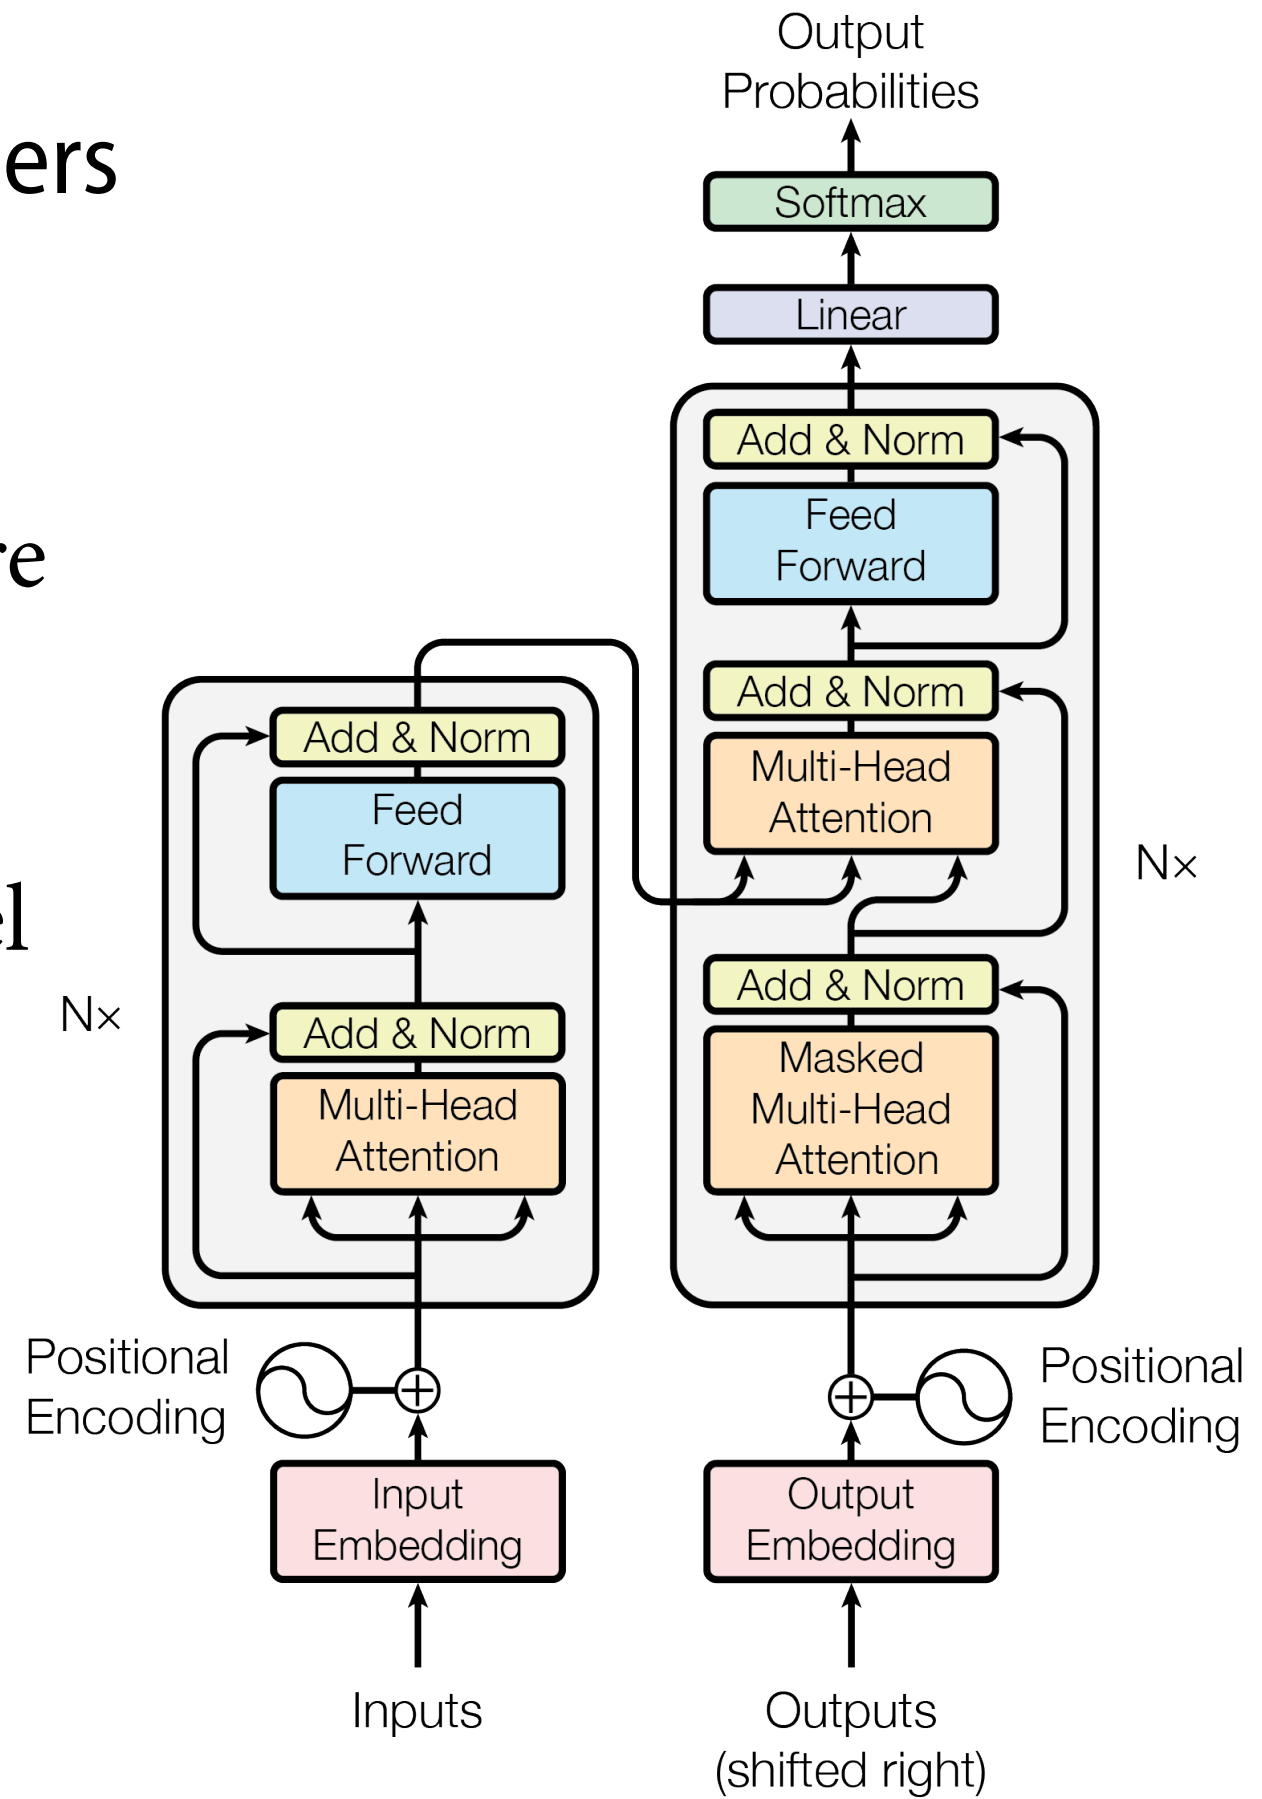 Output
Probabilities
ers
Softmax
Linear
Add & Norm
Feed
Forward
re
Add & Norm
Multi-Head
Attention
Add & Norm
Feed
Forward
N×
el
Add & Norm
Masked
Multi-Head
Attention
N×
Add & Norm
Multi-Head
Attention
Positional
Encoding
Positional
Encoding
Input
Embedding
Output
Embedding
Inputs
Outputs
(shifted right)